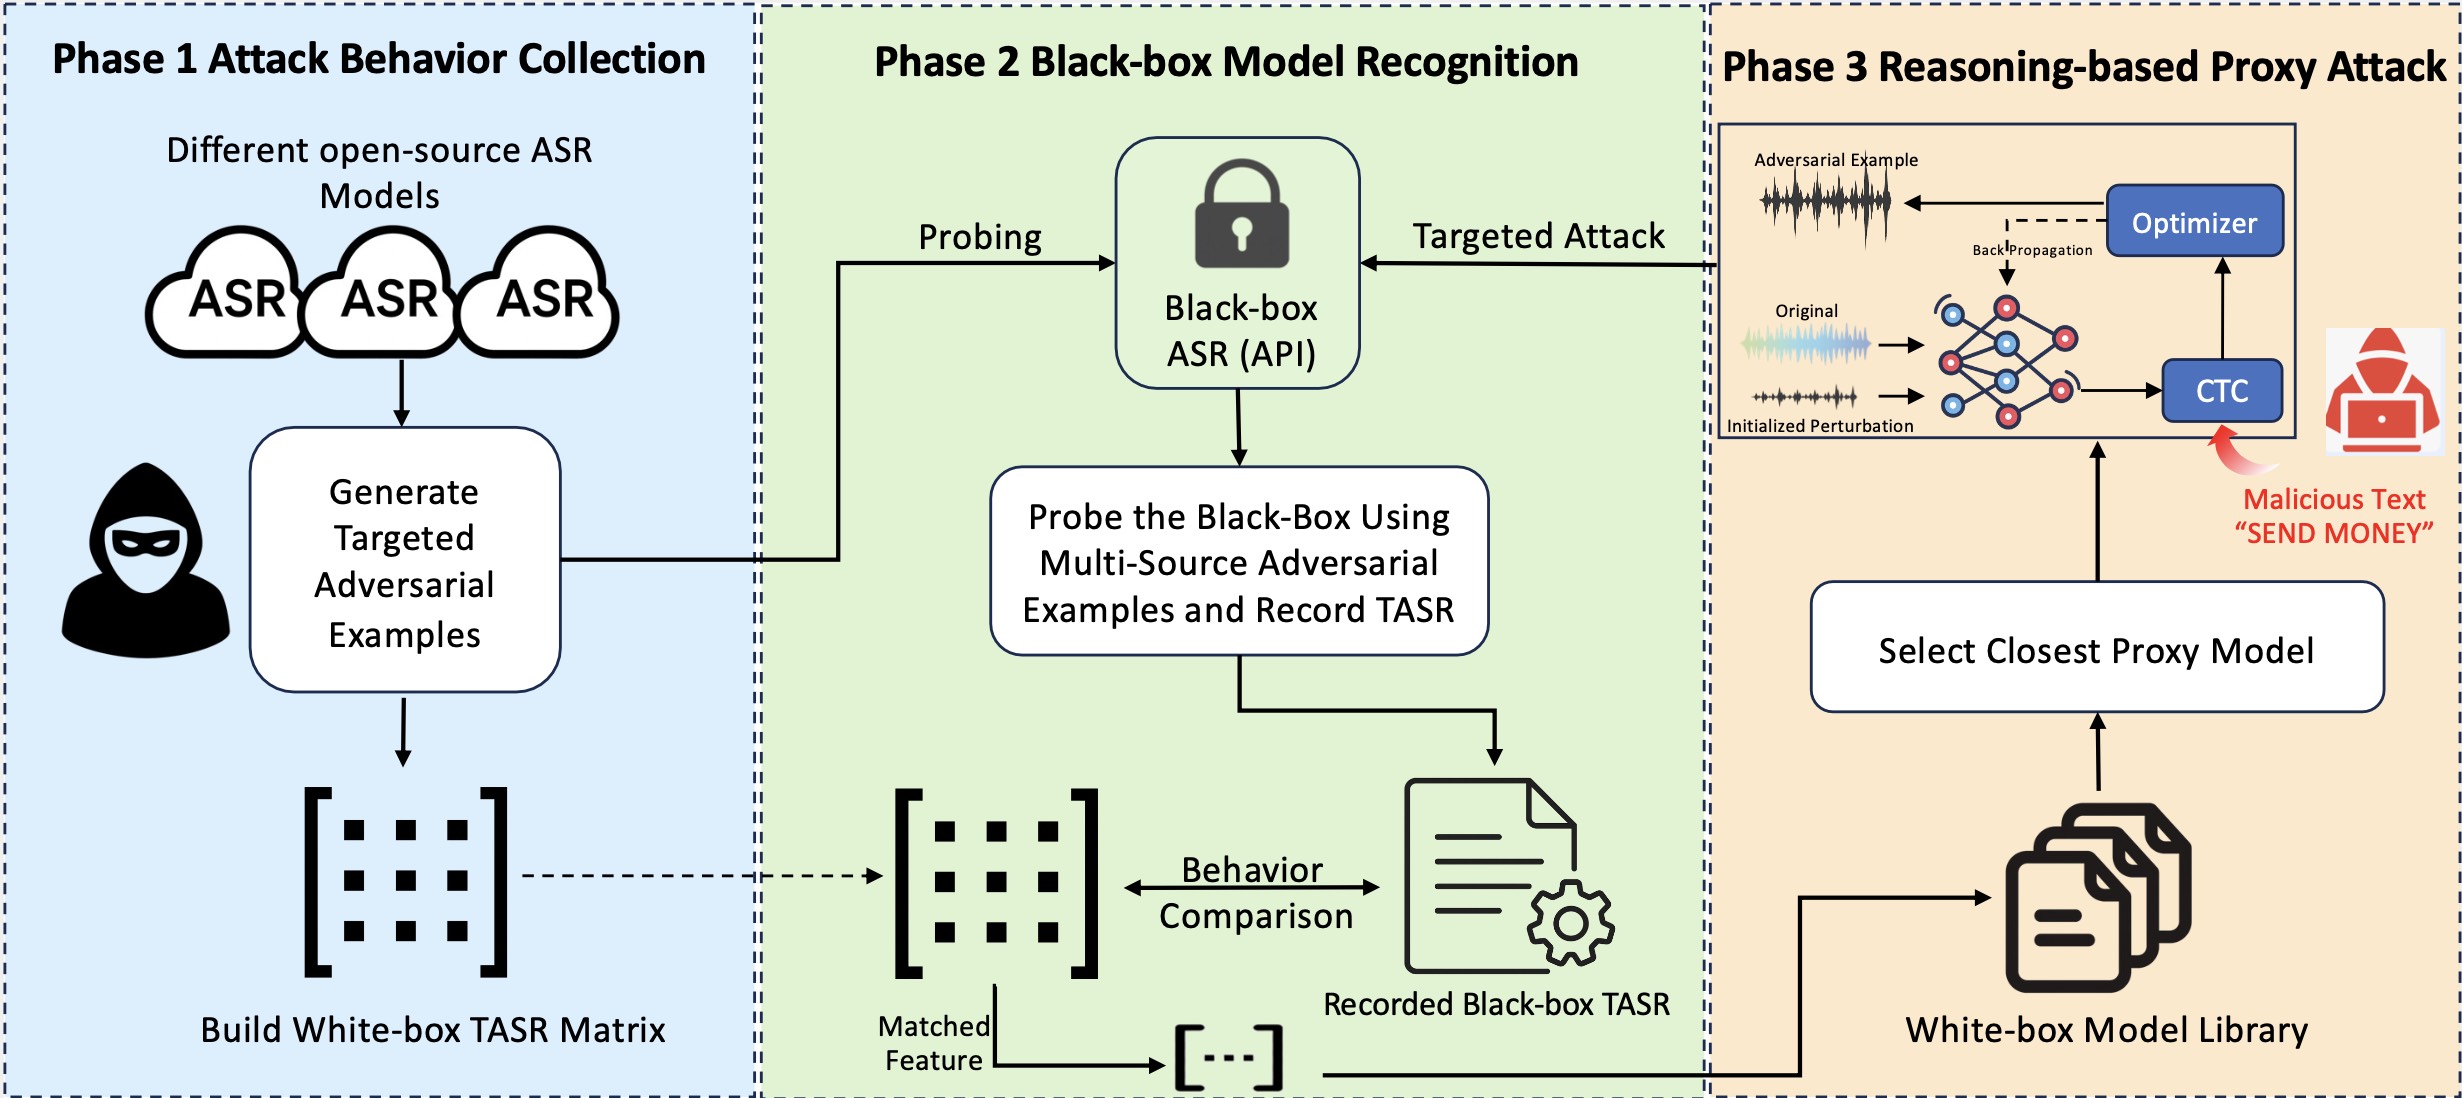 Phase 1 Attack Behavior Collection
Different open-source ASR
Models
ASR
ASR
ASR
Generate
Targeted
Adversarial
Examples
Build White-box TASR Matrix
Phase 2 Black-box Model Recognition
Probing
Targeted Attack
Black-box
ASR (API)
Probe the Black-Box Using
Multi-Source Adversarial
Examples and Record TASR
Behavior
Comparison
Recorded Black-box TASR
Matched
Feature
Phase 3 Reasoning-based Proxy Attack
Adversarial Example
Optimizer
Back Propagation
Original
CTC
Initialized Perturbation
Malicious Text
“SEND MONEY”
Select Closest Proxy Model
White-box Model Library